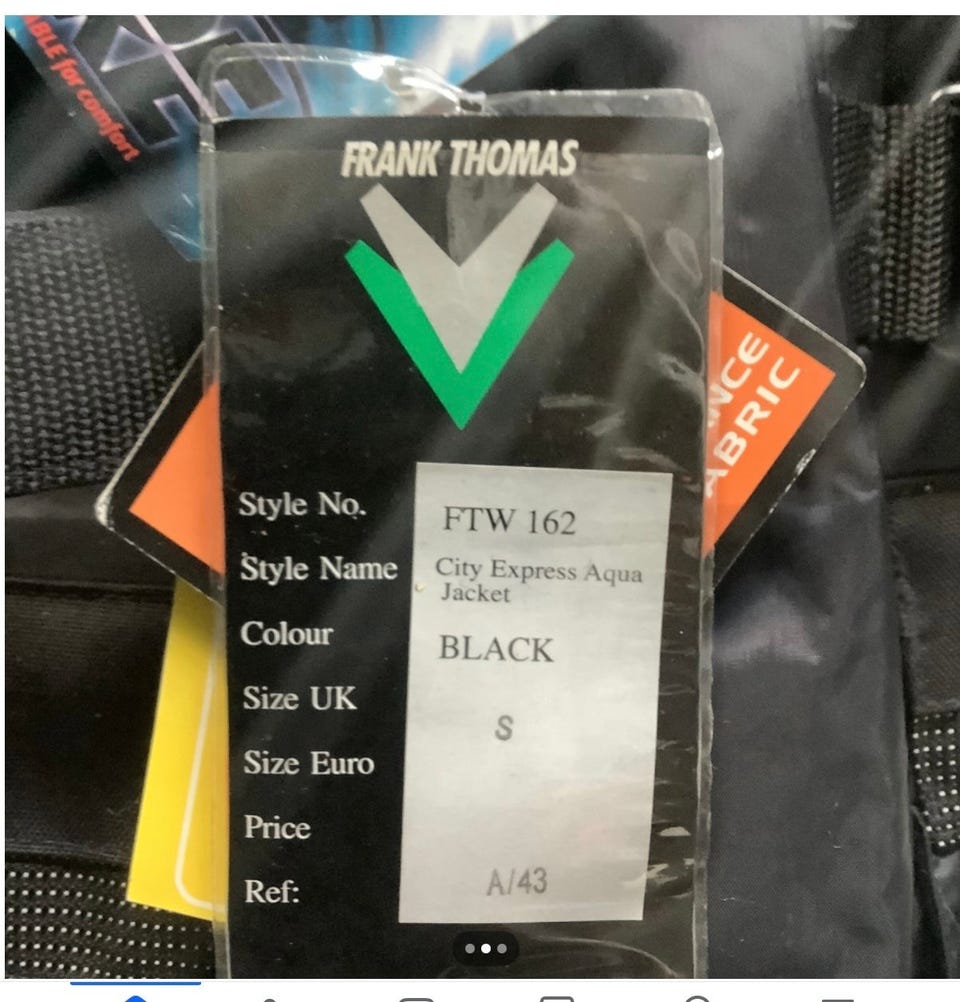 ABLE for comfort
FRANK THOMAS
ABRIC
Style No. FTW 162
Style Name City Express Aqua
Jacket
Colour BLACK
Size UK S
Size Euro
Price
Ref: A/43